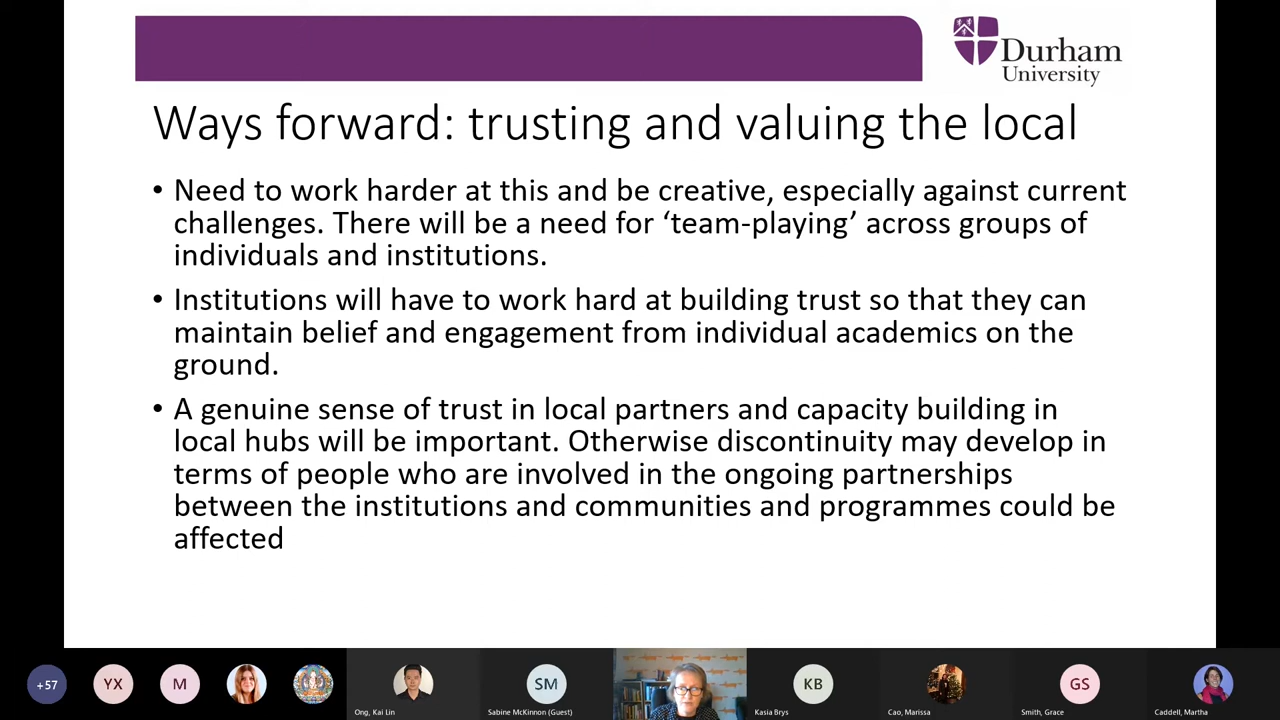 Durham
University
Ways forward: trusting and valuing the local
• Need to work harder at this and be creative, especially against current
challenges. There will be a need for ‘team-playing’ across groups of
individuals and institutions.
• Institutions will have to work hard at building trust so that they can
maintain belief and engagement from individual academics on the
ground.
• A genuine sense of trust in local partners and capacity building in
local hubs will be important. Otherwise discontinuity may develop in
terms of people who are involved in the ongoing partnerships
between the institutions and communities and programmes could be
affected
+57
YX
M
SM
KB
GS
Ong, Kai Lin
Sabine McKinnon (Guest)
Kasia Brys
Cao, Marissa
Smith, Grace
Caddell, Martha